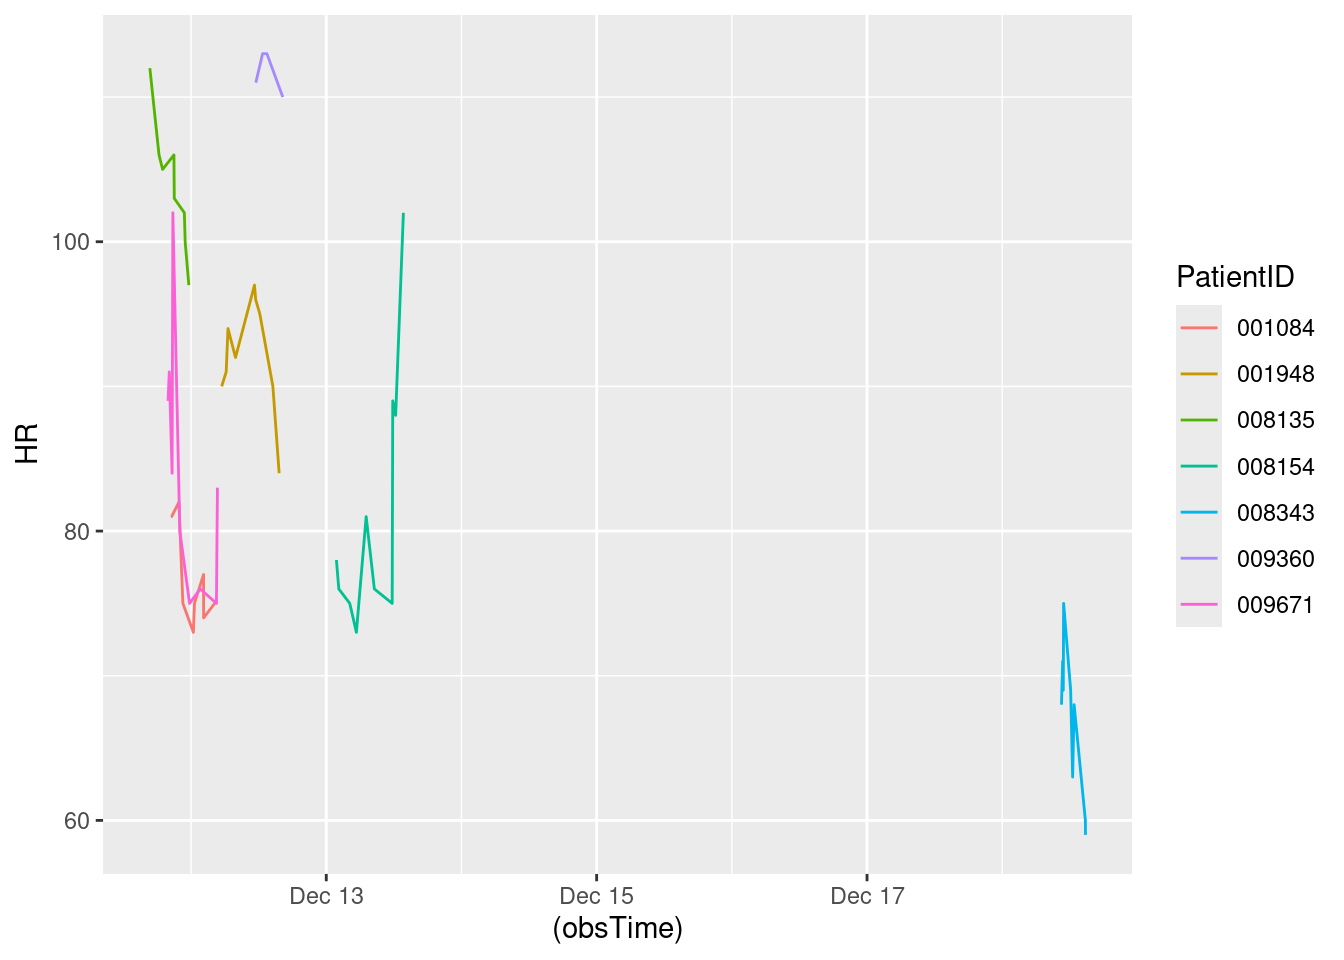 100
80
60
HR
Dec 13
Dec 15
Dec 17
(obsTime)
PatientID
001084
001948
008135
008154
008343
009360
009671